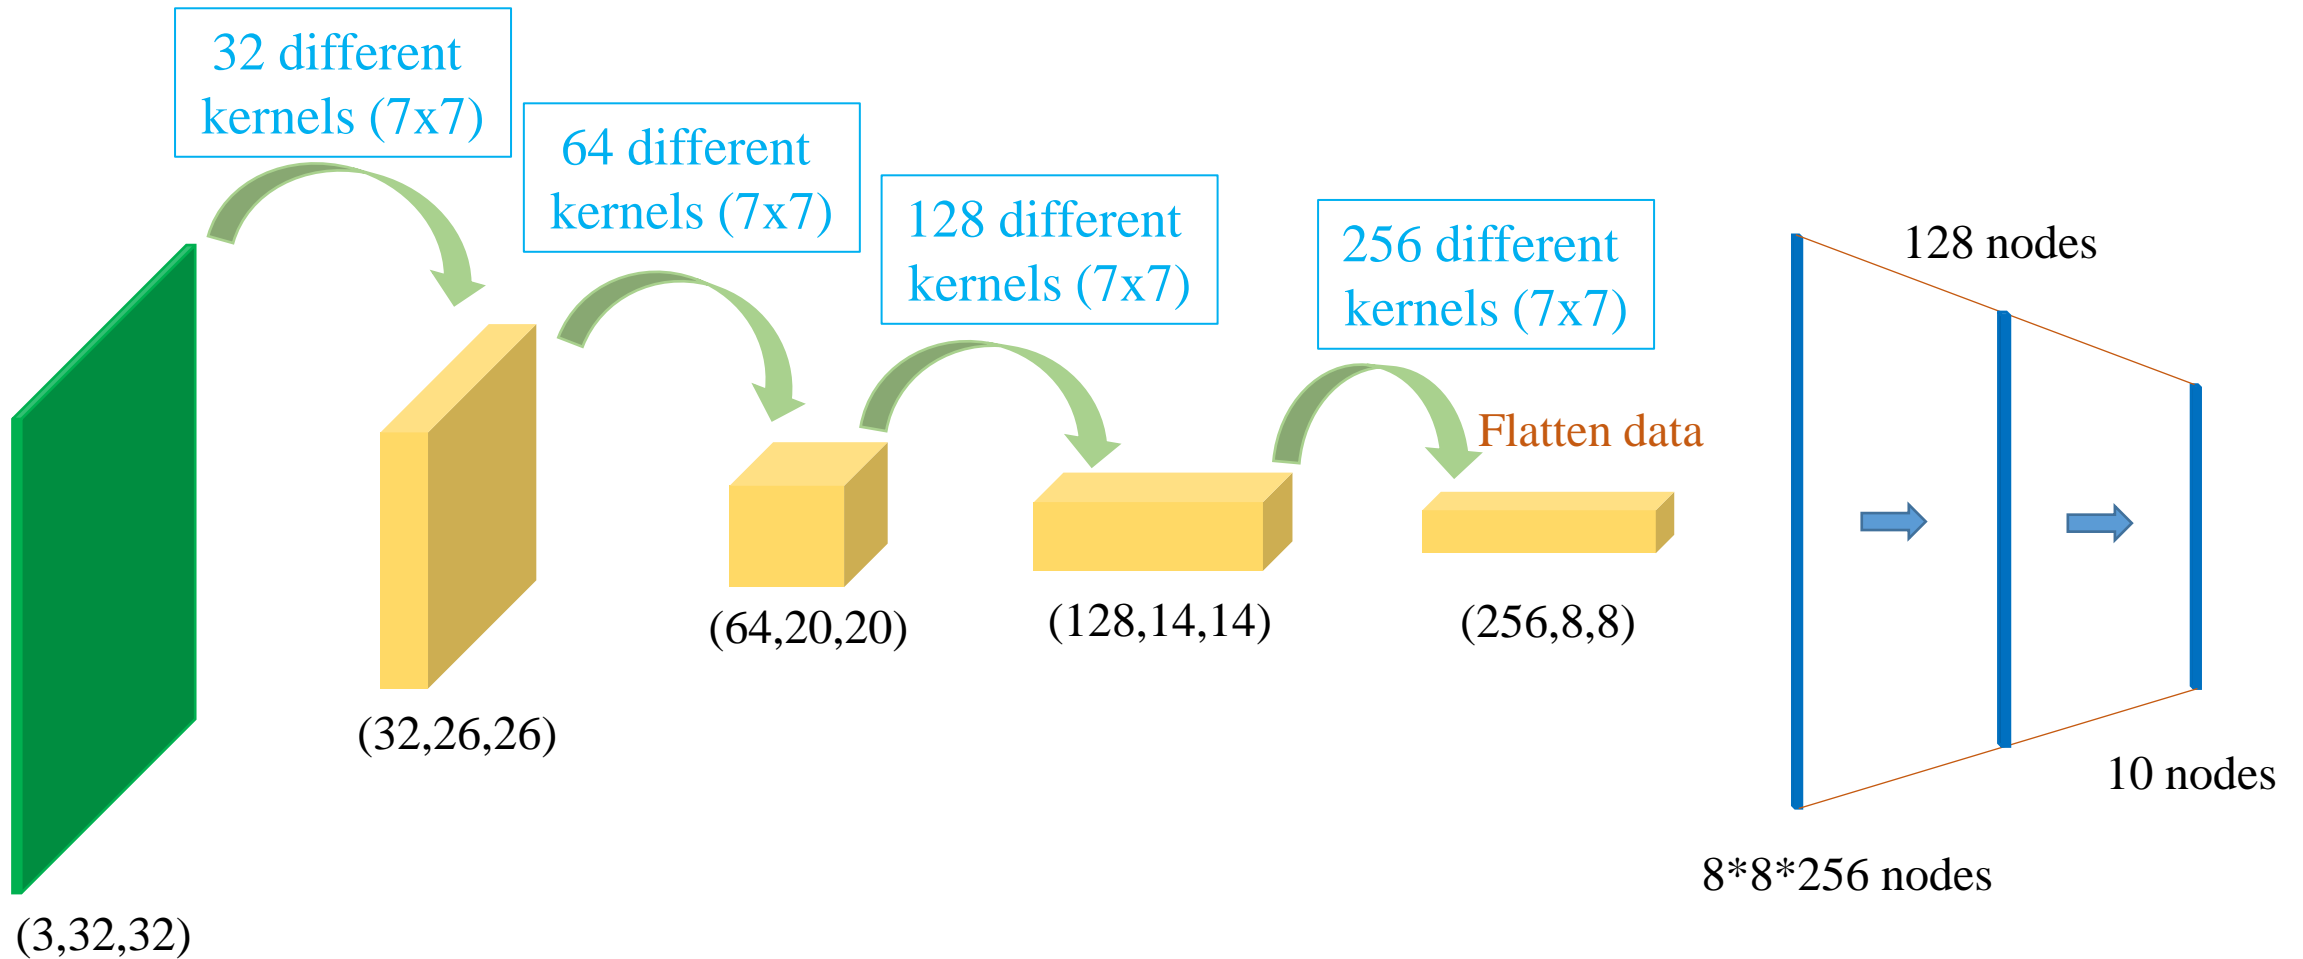 32 different
kernels (7x7)
64 different
kernels (7x7)
128 different
kernels (7x7)
256 different
kernels (7x7)
128 nodes
Flatten data
(64,20,20)
(128,14,14)
(256,8,8)
(32,26,26)
10 nodes
8*8*256 nodes
(3,32,32)